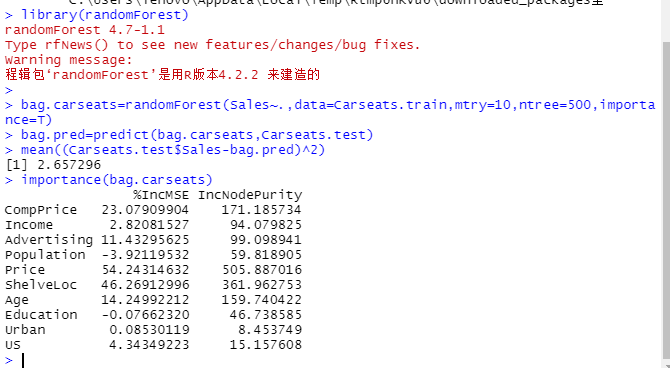 C:\Users\lenovo\AppData\Local\Temp\RtmpohKvu0\downloaded_packages里
> library(randomForest)
randomForest 4.7-1.1
Type rfNews() to see new features/changes/bug fixes.
Warning message:
程辑包‘randomForest’是用R版本4.2.2 来建造的
>
> bag.carseats=randomForest(Sales~.,data=Carseats.train,mtry=10,ntree=500,importa
nce=T)
> bag.pred=predict(bag.carseats,Carseats.test)
> mean((Carseats.test$Sales-bag.pred)^2)
[1] 2.657296
> importance(bag.carseats)
%IncMSE IncNodePurity
CompPrice 23.07909904 171.185734
Income 2.82081527 94.079825
Advertising 11.43295625 99.098941
Population -3.92119532 59.818905
Price 54.24314632 505.887016
ShelveLoc 46.26912996 361.962753
Age 14.24992212 159.740422
Education -0.07662320 46.738585
Urban 0.08530119 8.453749
US 4.34349223 15.157608
>